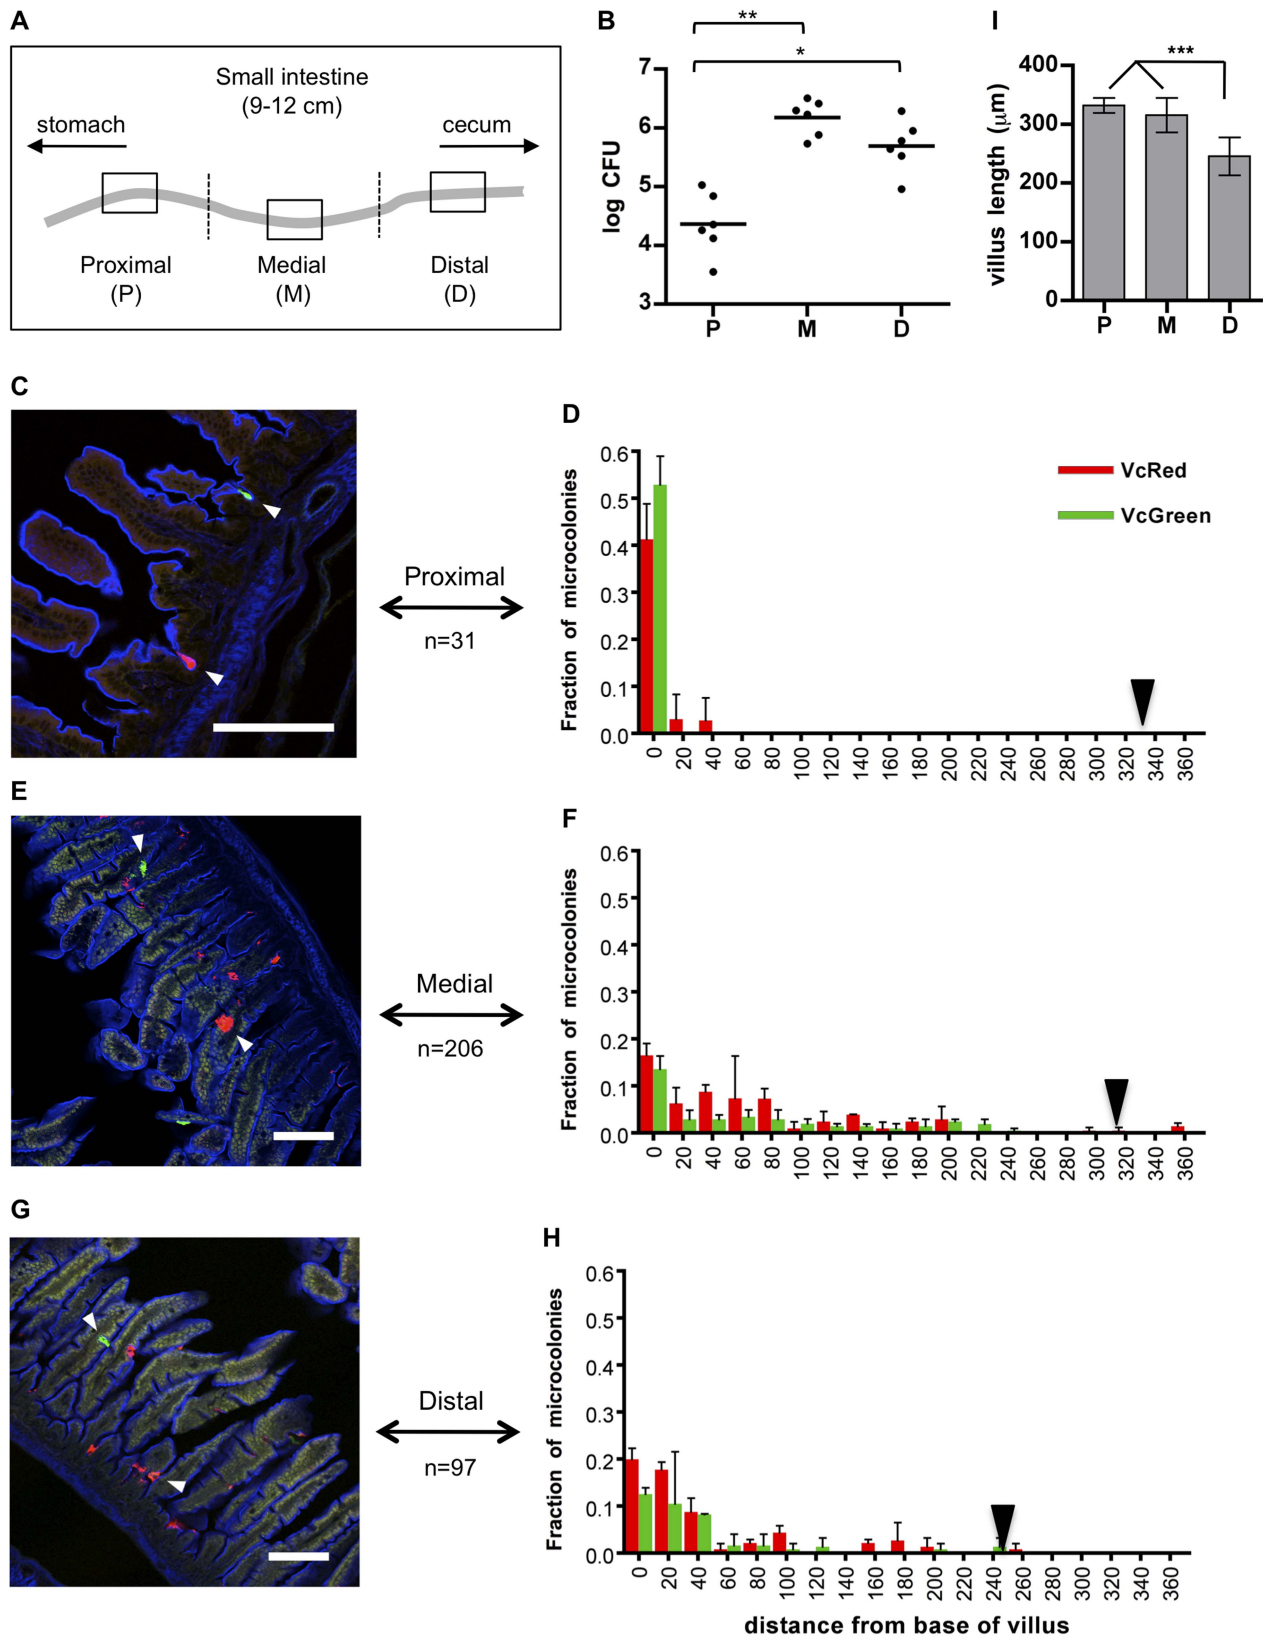 A
Small intestine
(9-12 cm)
stomach
cecum
Proximal
(P)
Medial
(M)
Distal
(D)
B
**
*
log CFU
7
6
5
4
3
P
M
D
I
***
villus length (μm)
400
300
200
100
0
P
M
D
C
Proximal
n=31
D
VcRed
VcGreen
Fraction of microcolonies
0.6
0.5
0.4
0.3
0.2
0.1
0.0
0
20
40
60
80
100
120
140
160
180
200
220
240
260
280
300
320
340
360
E
Medial
n=206
F
Fraction of microcolonies
0.6
0.5
0.4
0.3
0.2
0.1
0.0
0
20
40
60
80
100
120
140
160
180
200
220
240
260
280
300
320
340
360
G
Distal
n=97
H
Fraction of microcolonies
0.6
0.5
0.4
0.3
0.2
0.1
0.0
0
20
40
60
80
100
120
140
160
180
200
220
240
260
280
300
320
340
360
distance from base of villus